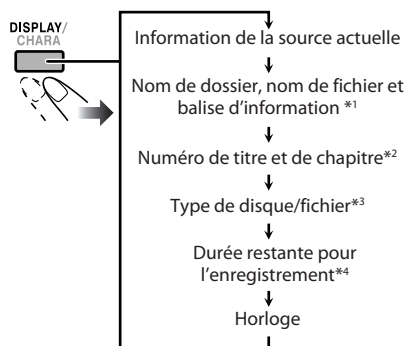 DISPLAY/
CHARA
Information de la source actuelle
Nom de dossier, nom de fichier et
balise d’information *1
Numéro de titre et de chapitre*2
Type de disque/fichier*3
Durée restante pour
l’enregistrement*4
Horloge